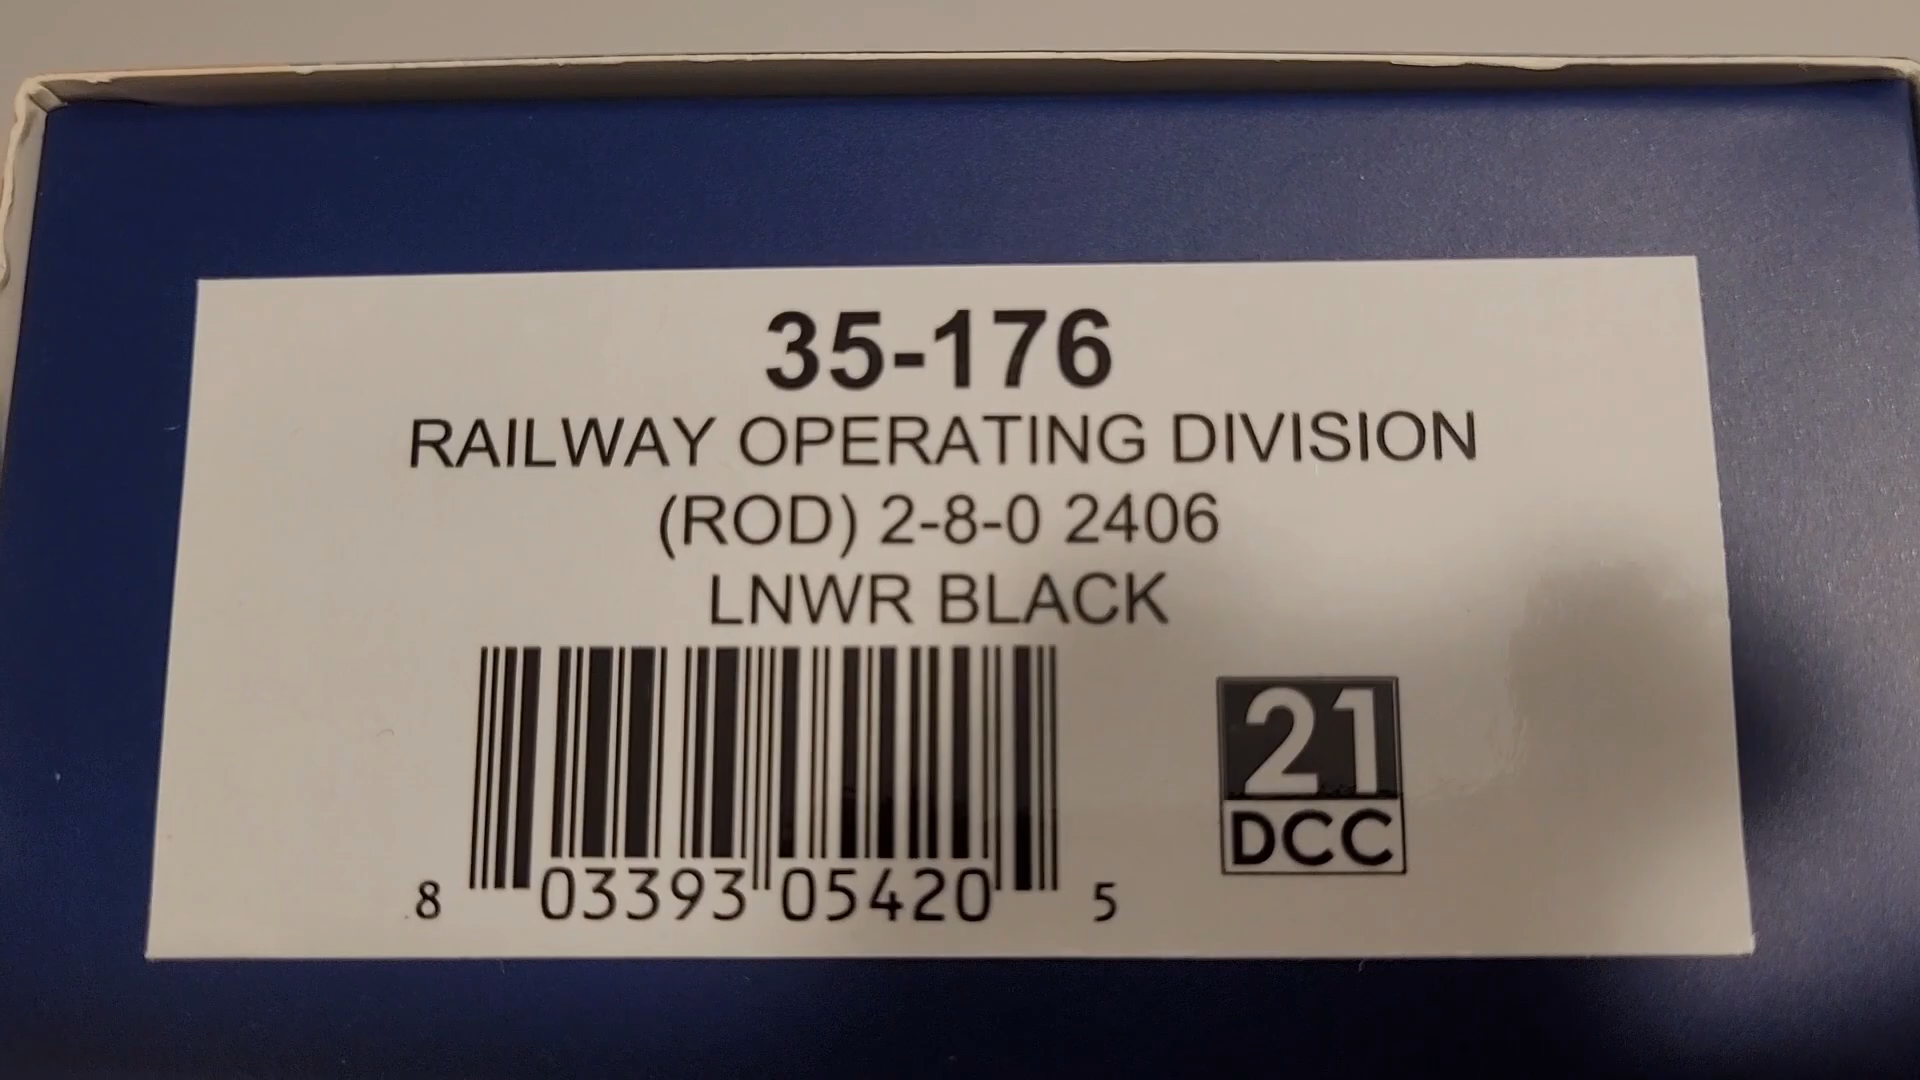 35-176
RAILWAY OPERATING DIVISION
(ROD) 2-8-0 2406
LNWR BLACK
8 03393 05420 5
21
DCC